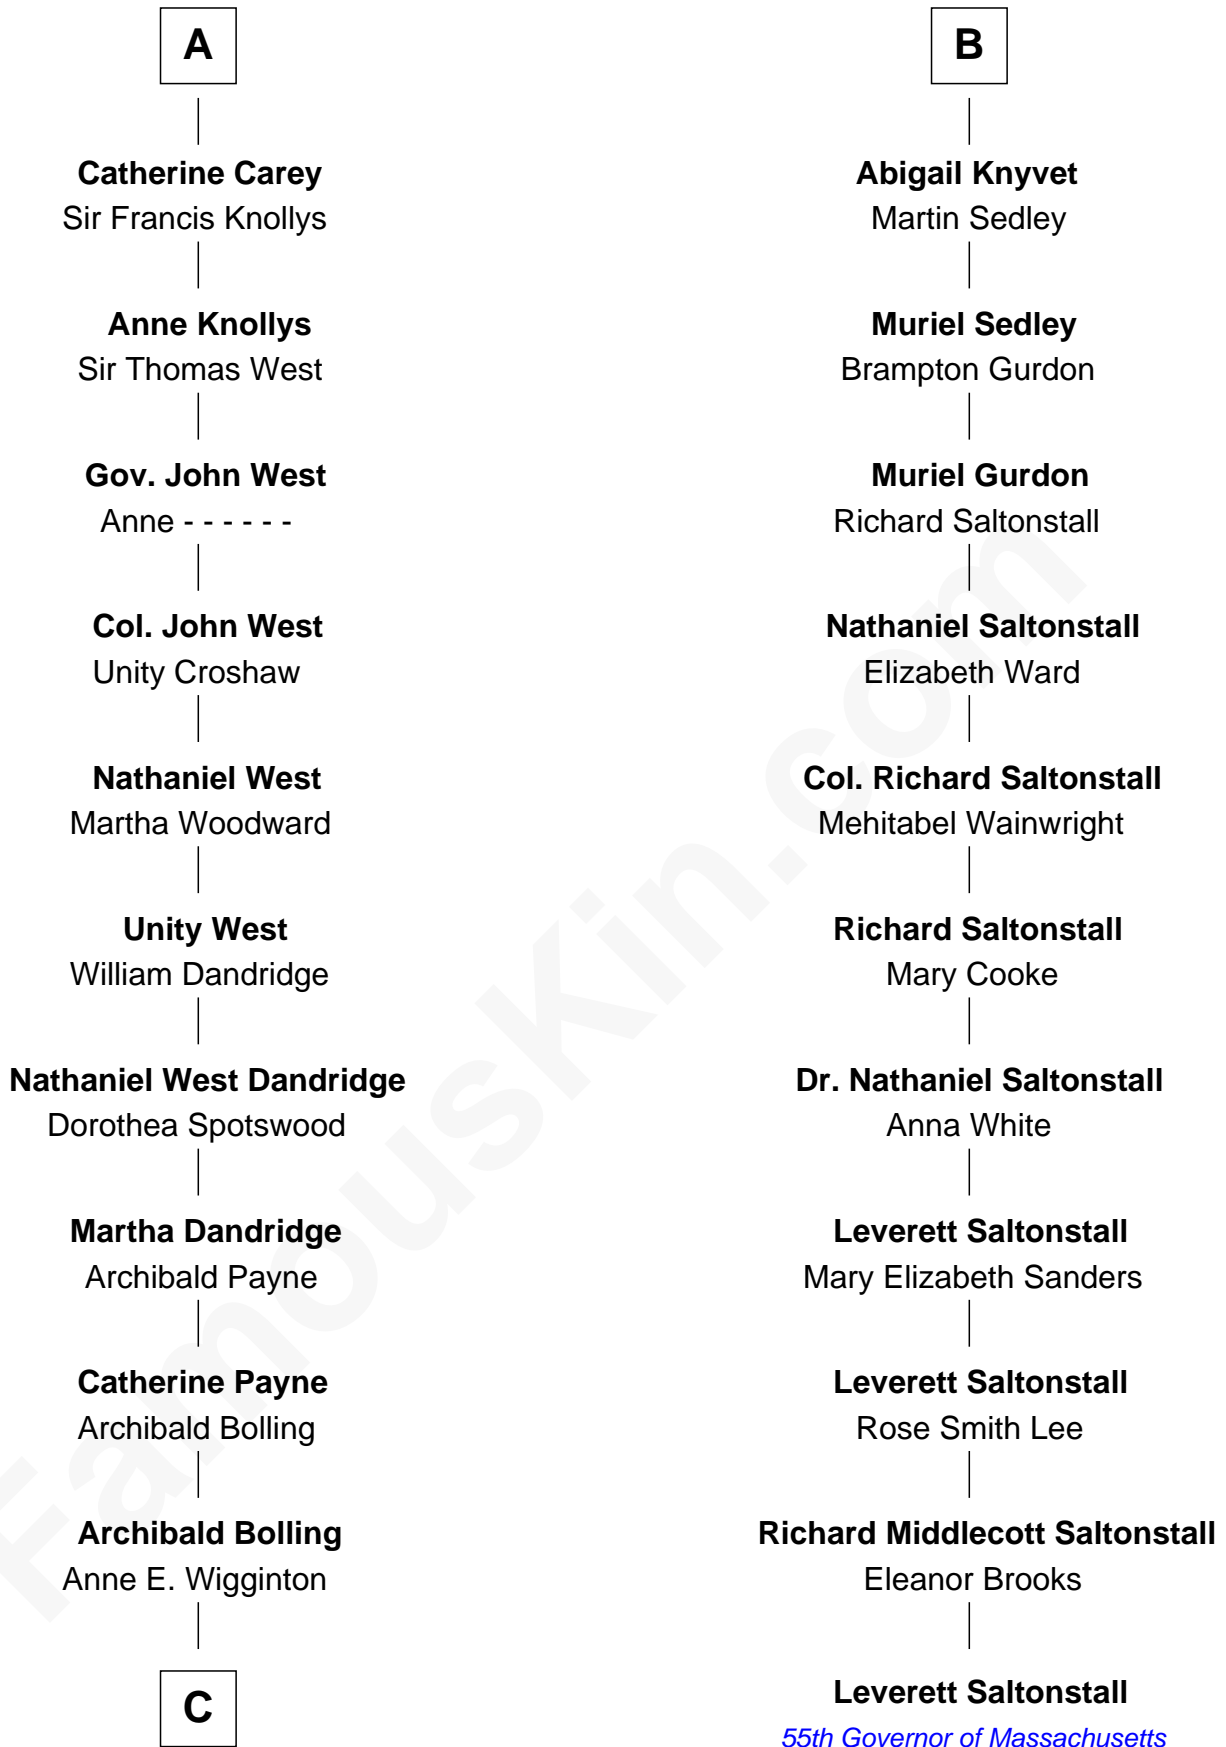 A
Catherine Carey
Sir Francis Knollys
Anne Knollys
Sir Thomas West
Gov. John West
Anne - - - - - -
Col. John West
Unity Croshaw
Nathaniel West
Martha Woodward
Unity West
William Dandridge
Nathaniel West Dandridge
Dorothea Spotswood
Martha Dandridge
Archibald Payne
Catherine Payne
Archibald Bolling
Archibald Bolling
Anne E. Wigginton
C
B
Abigail Knyvet
Martin Sedley
Muriel Sedley
Brampton Gurdon
Muriel Gurdon
Richard Saltonstall
Nathaniel Saltonstall
Elizabeth Ward
Col. Richard Saltonstall
Mehitabel Wainwright
Richard Saltonstall
Mary Cooke
Dr. Nathaniel Saltonstall
Anna White
Leverett Saltonstall
Mary Elizabeth Sanders
Leverett Saltonstall
Rose Smith Lee
Richard Middlecott Saltonstall
Eleanor Brooks
Leverett Saltonstall
55th Governor of Massachusetts
FamousKin.com